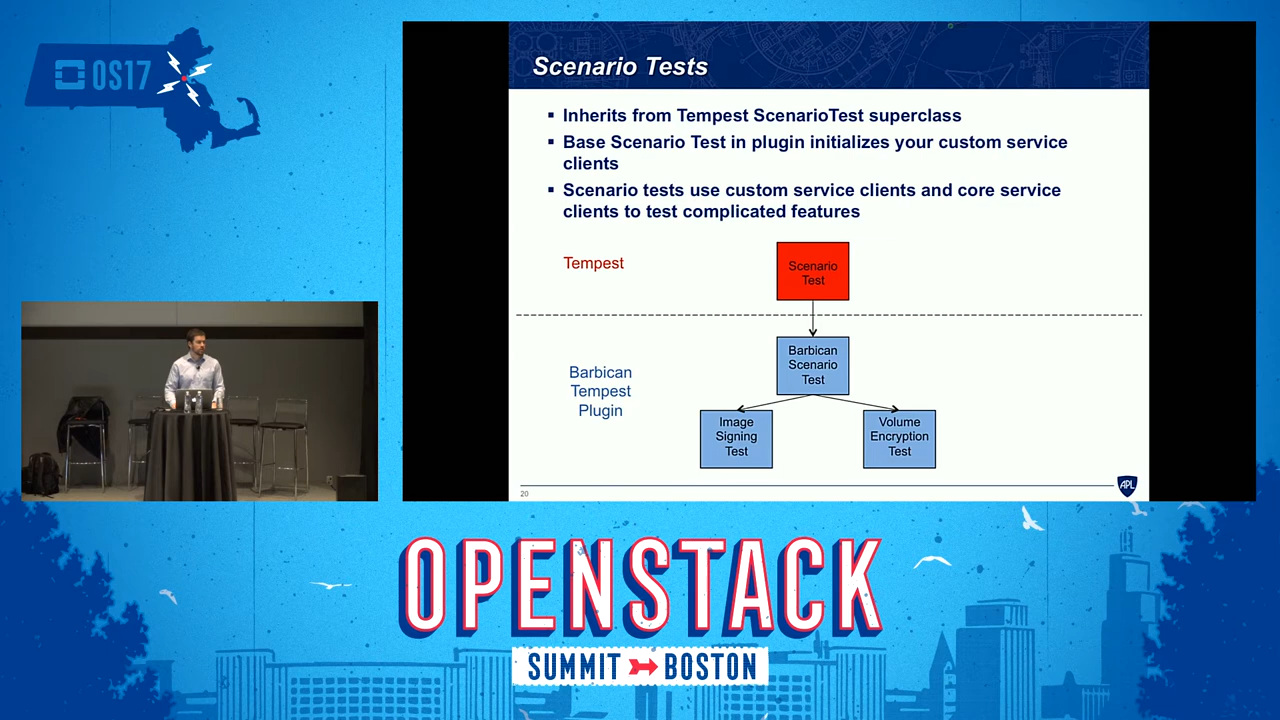 OS17
Scenario Tests
▪ Inherits from Tempest ScenarioTest superclass
▪ Base Scenario Test in plugin initializes your custom service
clients
▪ Scenario tests use custom service clients and core service
clients to test complicated features
Tempest
Scenario
Test
Barbican
Scenario
Test
Barbican
Tempest
Plugin
Image
Signing
Test
Volume
Encryption
Test
20
APL
OPENSTACK
SUMMIT BOSTON